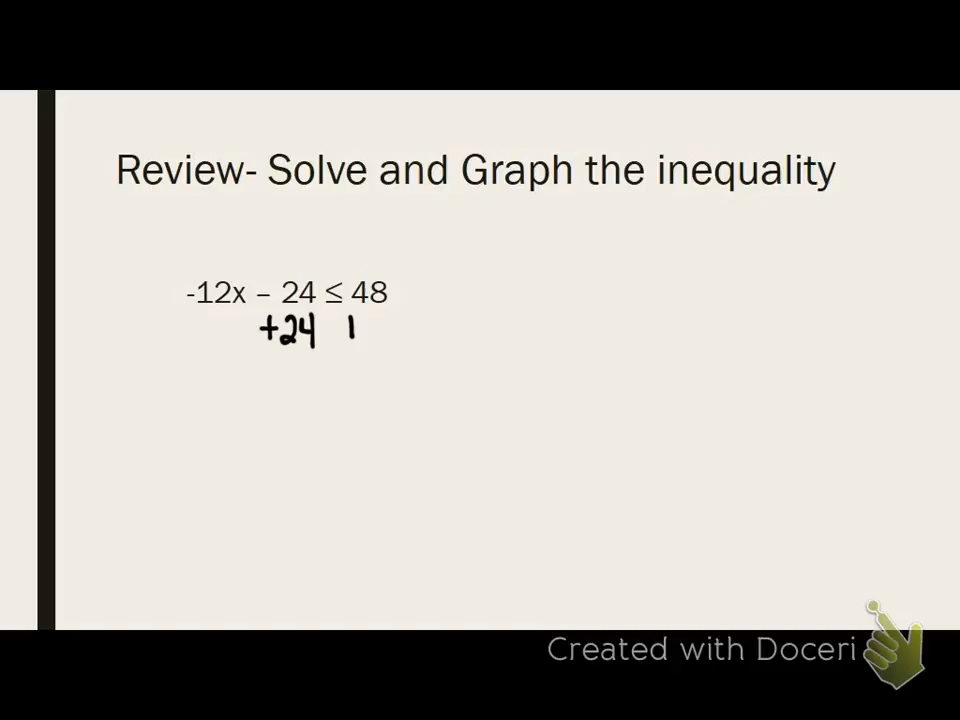 Review- Solve and Graph the inequality
-12x – 24 ≤ 48
+24
Created with Doceri